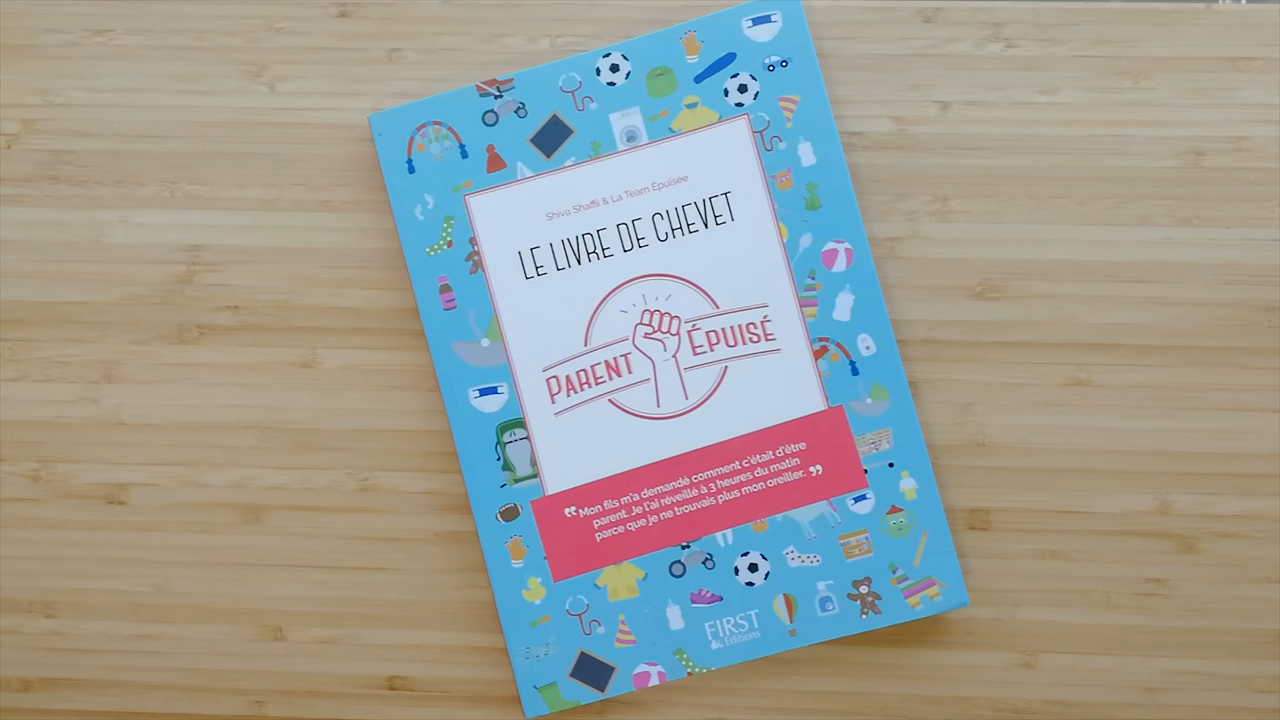 Shiva Shaffii & La Team Épuisée
LE LIVRE DE CHEVET
PARENT ÉPUISÉ
“Mon fils m'a demandé comment c'était d'être
parent. Je l'ai réveillé à 3 heures du matin
parce que je ne trouvais plus mon oreiller.”
FIRST
& Editions